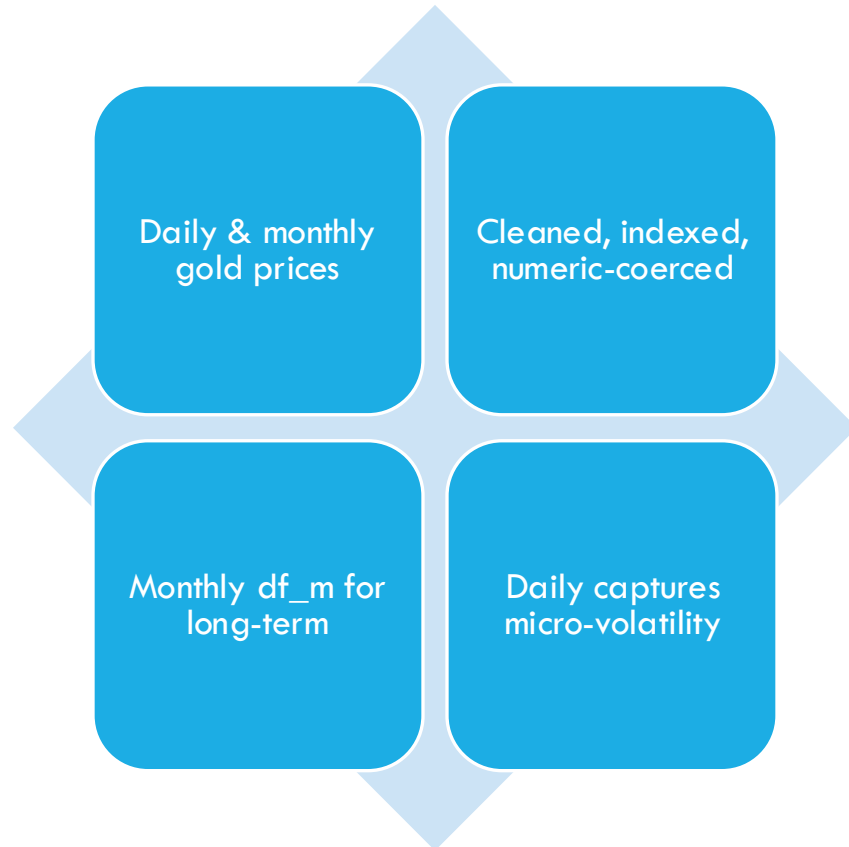 Daily & monthly
gold prices
Cleaned, indexed,
numeric-coerced
Monthly df_m for
long-term
Daily captures
micro-volatility